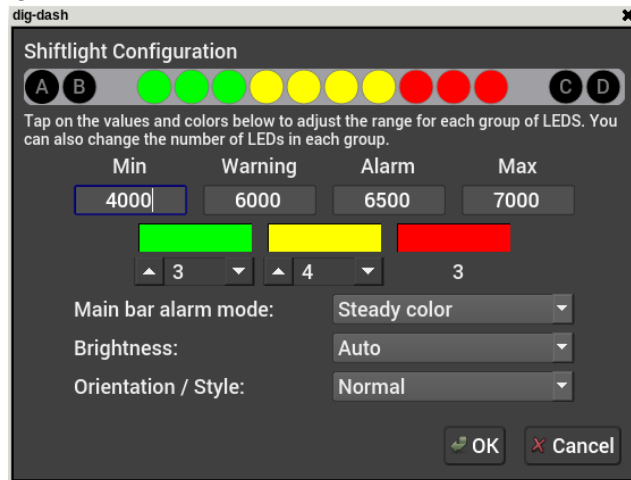 dig-dash
Shiftlight Configuration
A B C D
Tap on the values and colors below to adjust the range for each group of LEDS. You
can also change the number of LEDs in each group.
Min Warning Alarm Max
4000 6000 6500 7000
3 4 3
Main bar alarm mode: Steady color
Brightness: Auto
Orientation / Style: Normal
OK Cancel